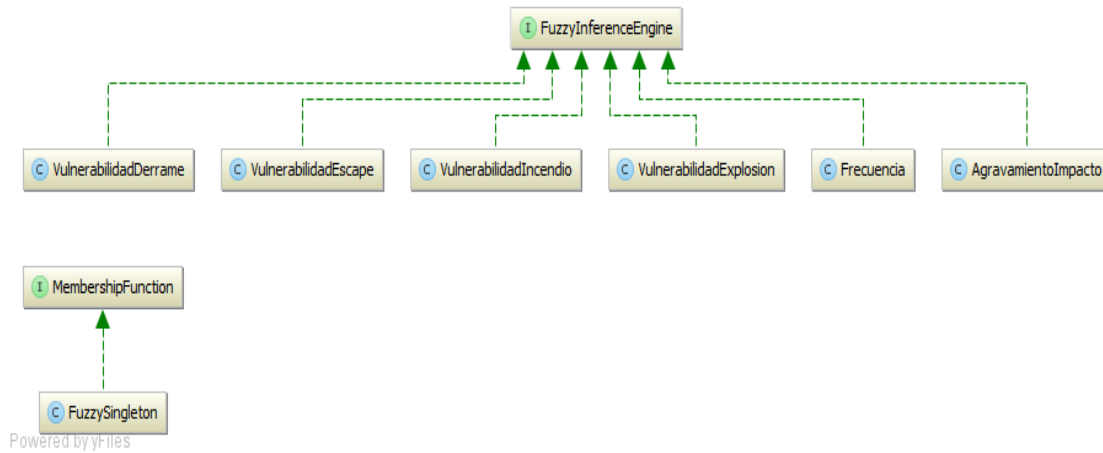 I FuzzyInferenceEngine
C VulnerabilidadDerrame
C VulnerabilidadEscape
C VulnerabilidadIncendio
C VulnerabilidadExplosion
C Frecuencia
C AgravamientoImpacto
I MembershipFunction
C FuzzySingleton
Powered by yFiles